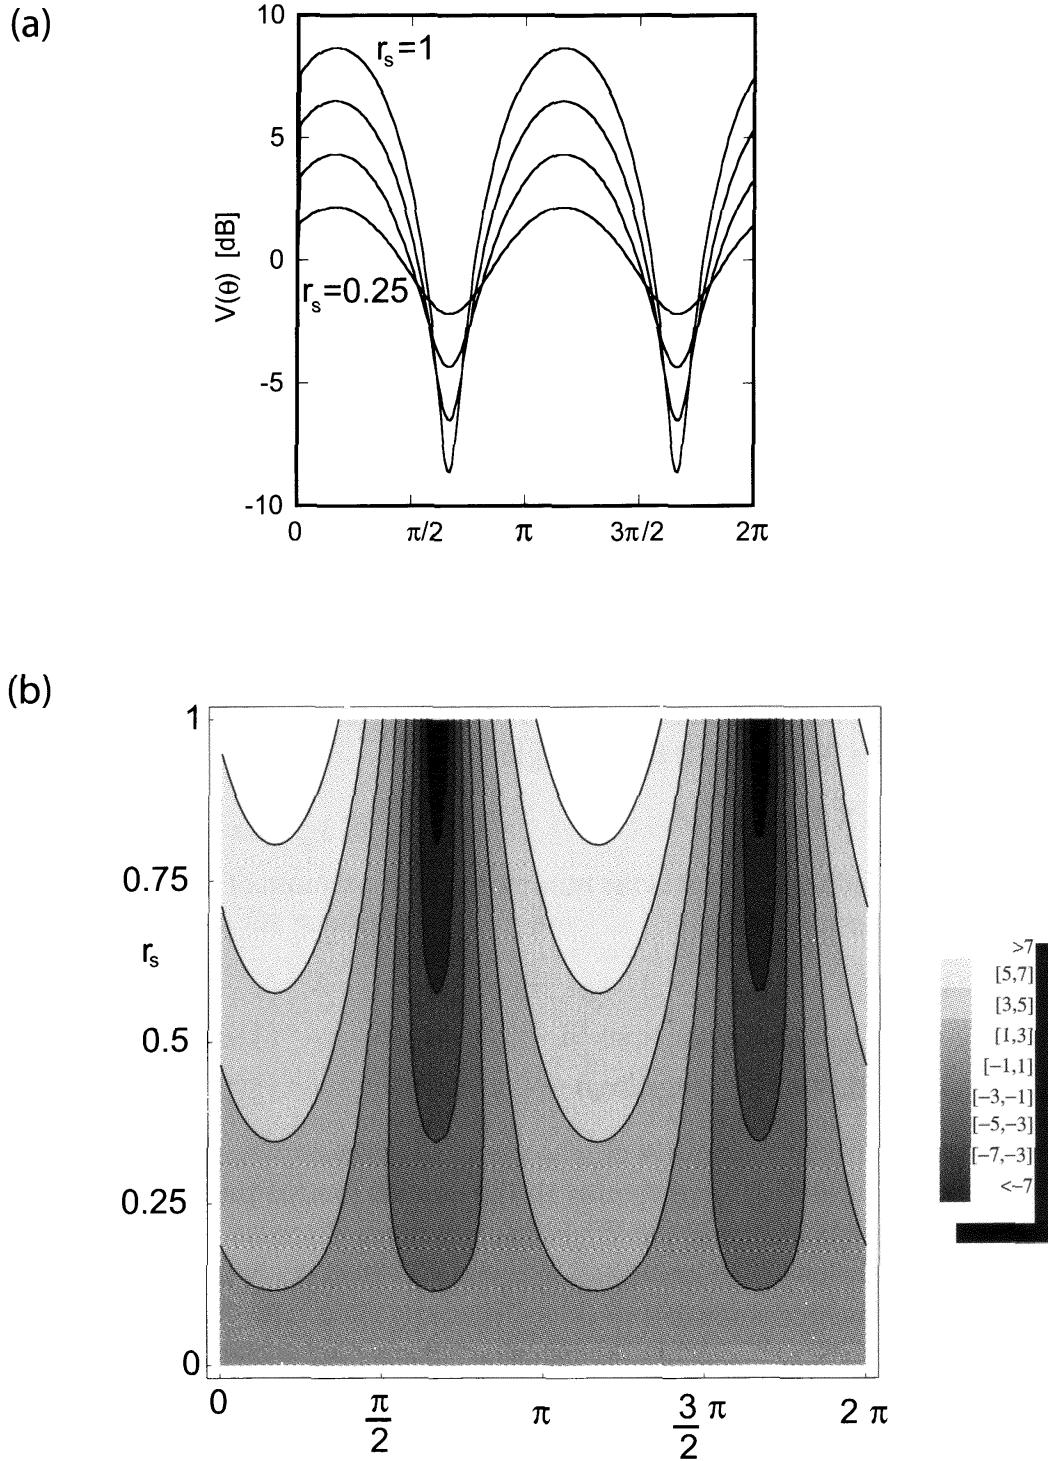 (a)
10
5
0
-5
-10
V(θ) [dB]
r_s=1
r_s=0.25
0 π/2 π 3π/2 2π
(b)
1
0.75
r_s
0.5
0.25
0
0 π/2 π 3/2 π 2 π
>7
[5,7]
[3,5]
[1,3]
[−1,1]
[−3,−1]
[−5,−3]
[−7,−3]
<−7